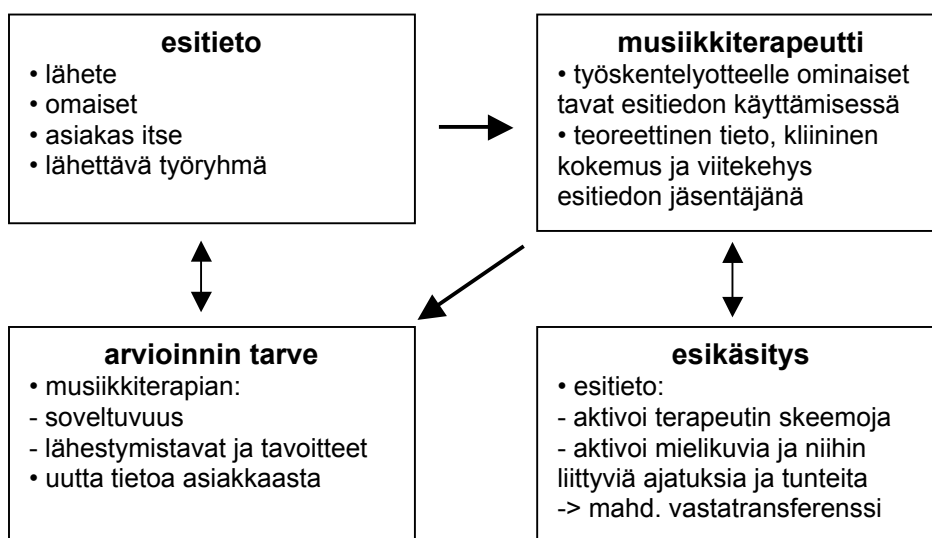 esitieto
• lähete
• omaiset
• asiakas itse
• lähettävä työryhmä
musiikkiterapeutti
• työskentelyotteelle ominaiset
tavat esitiedon käyttämisessä
• teoreettinen tieto, kliininen
kokemus ja viitekehys
esitiedon jäsentäjänä
arvioinnin tarve
• musiikkiterapian:
- soveltuvuus
- lähestymistavat ja tavoitteet
• uutta tietoa asiakkaasta
esikäsitys
• esitieto:
- aktivoi terapeutin skeemoja
- aktivoi mielikuvia ja niihin
liittyviä ajatuksia ja tunteita
-> mahd. vastatransferenssi